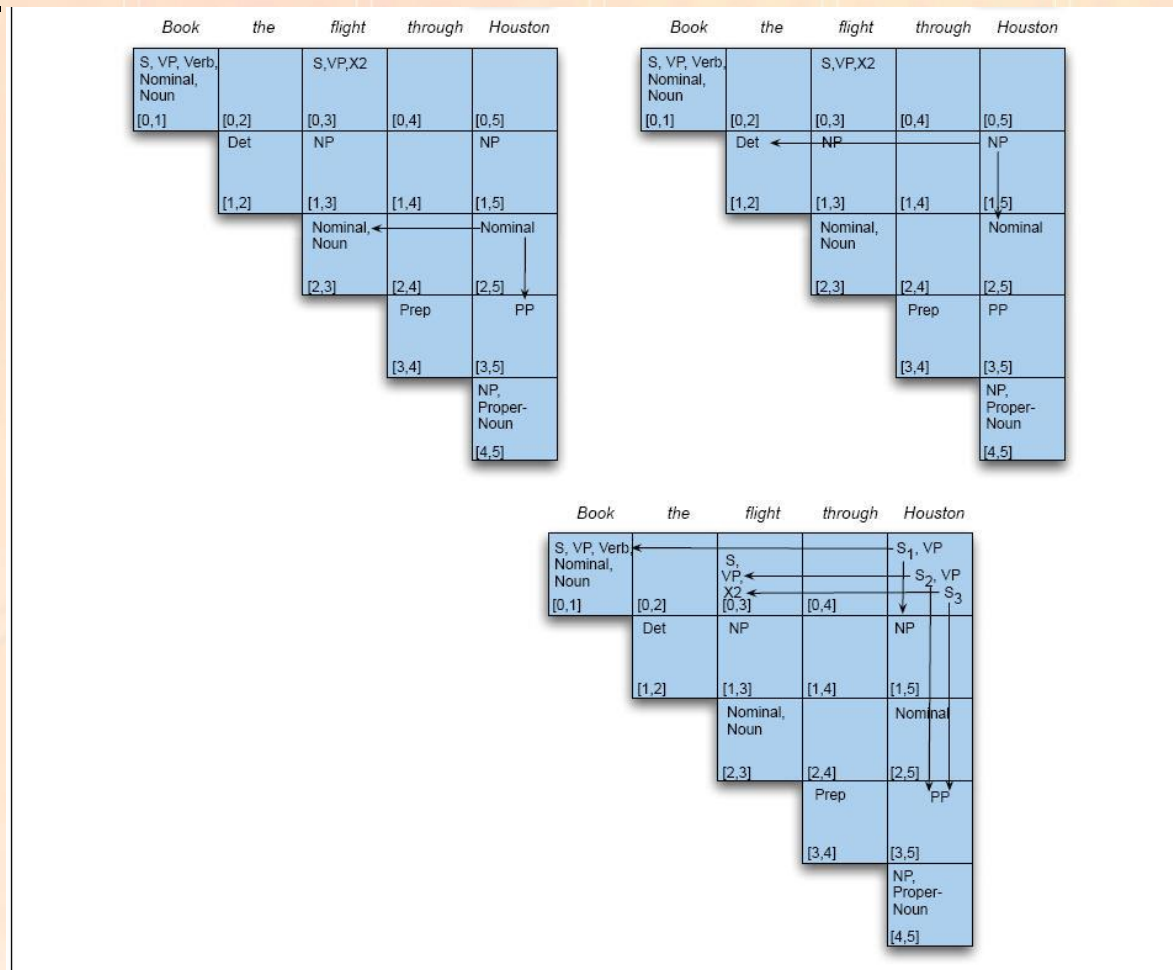 Book the flight through Houston
S, VP, Verb,
Nominal,
Noun
[0,1]
[0,2]
S,VP,X2
[0,3]
[0,4]
[0,5]
Det
[1,2]
NP
[1,3]
[1,4]
NP
[1,5]
Nominal,
Noun
[2,3]
[2,4]
Nominal
[2,5]
Prep
[3,4]
PP
[3,5]
NP,
Proper-
Noun
[4,5]
Book the flight through Houston
S, VP, Verb,
Nominal,
Noun
[0,1]
[0,2]
S,VP,X2
[0,3]
[0,4]
[0,5]
Det
[1,2]
NP
[1,3]
[1,4]
NP
[1,5]
Nominal,
Noun
[2,3]
[2,4]
Nominal
[2,5]
Prep
[3,4]
PP
[3,5]
NP,
Proper-
Noun
[4,5]
Book the flight through Houston
S, VP, Verb,
Nominal,
Noun
[0,1]
[0,2]
S,
VP,
X2
[0,3]
[0,4]
S1, VP
S2, VP
S3
Det
[1,2]
NP
[1,3]
[1,4]
NP
[1,5]
Nominal,
Noun
[2,3]
[2,4]
Nominal
[2,5]
Prep
[3,4]
PP
[3,5]
NP,
Proper-
Noun
[4,5]